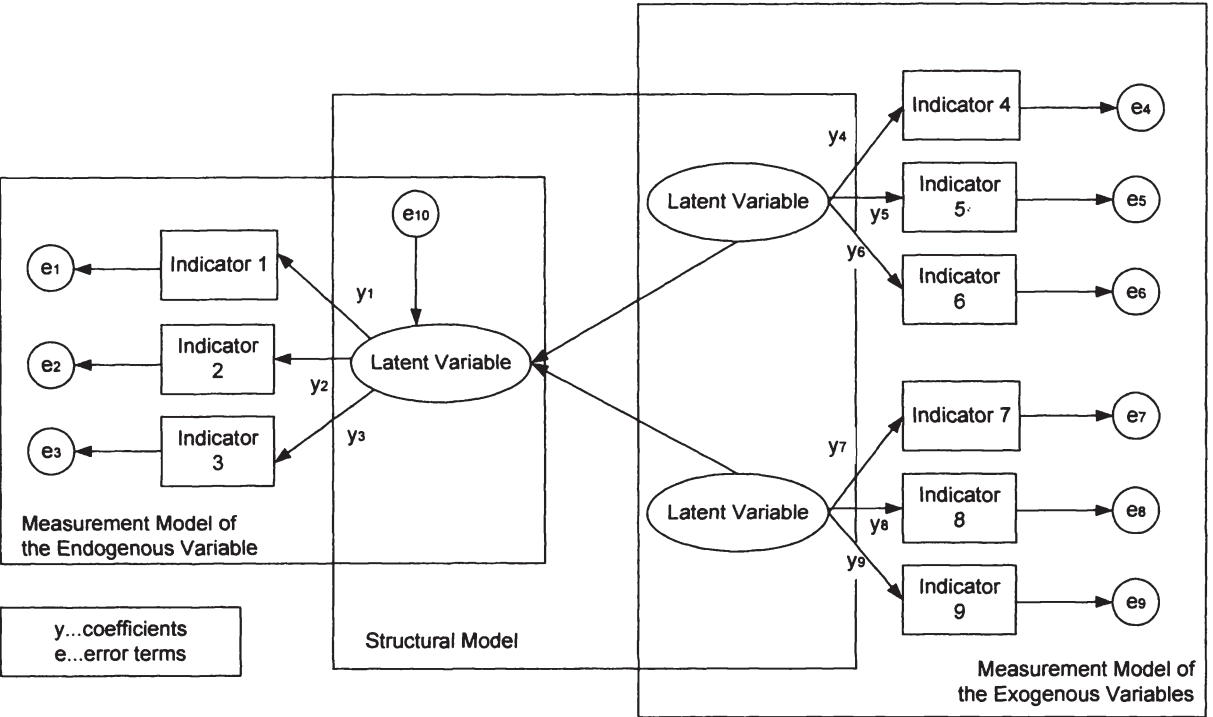 e10
Latent Variable
y1
y2
y3
Indicator 1
Indicator
2
Indicator
3
e1
e2
e3
Measurement Model of
the Endogenous Variable
y...coefficients
e...error terms
Structural Model
Latent Variable
y4
y5
y6
Indicator 4
Indicator
5
Indicator
6
e4
e5
e6
Latent Variable
y7
y8
y9
Indicator 7
Indicator
8
Indicator
9
e7
e8
e9
Measurement Model of
the Exogenous Variables